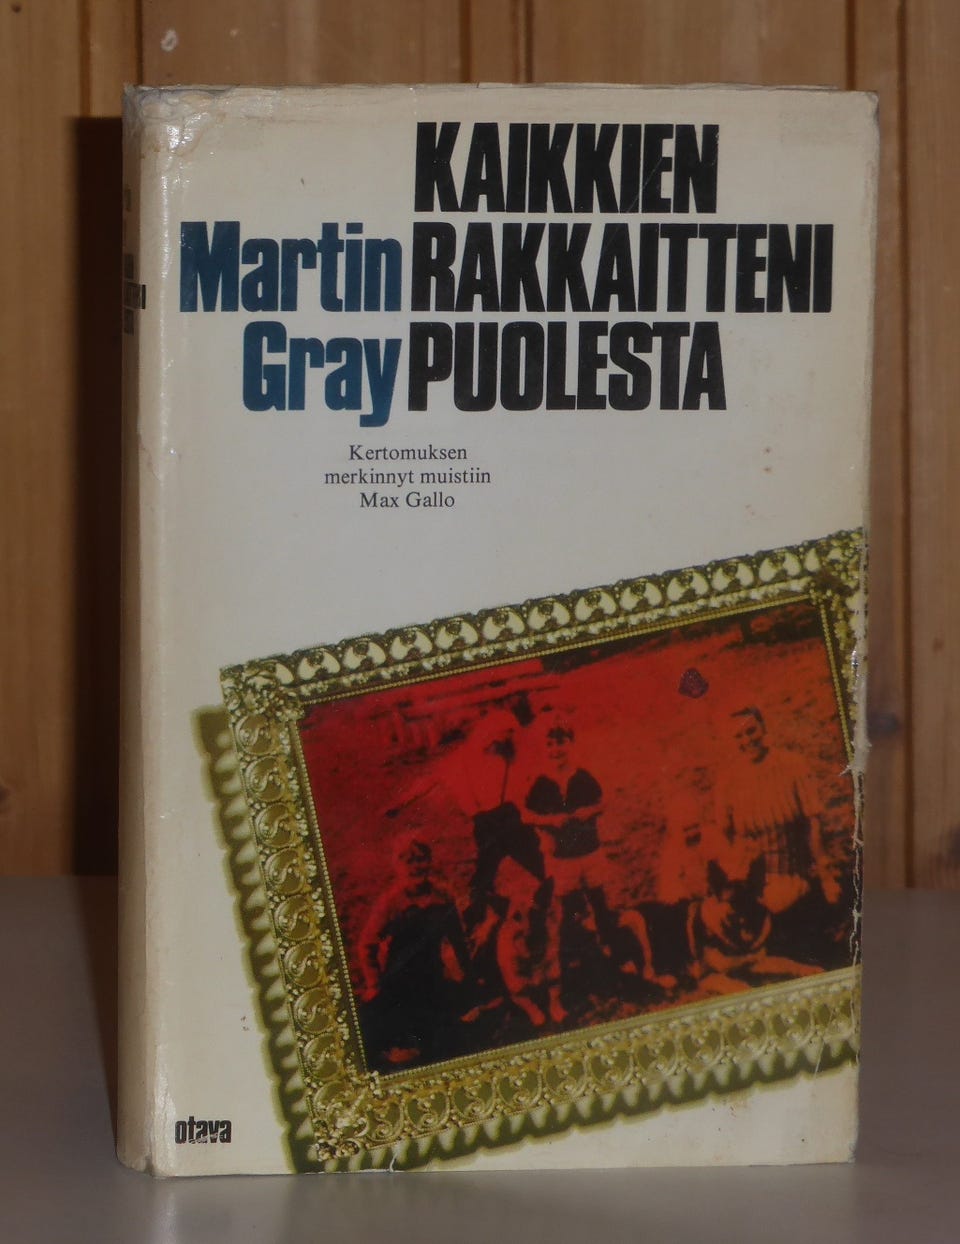 KAIKKIEN
Martin RAKKAITTENI
Gray PUOLESTA
Kertomuksen
merkinnyt muistiin
Max Gallo
otava